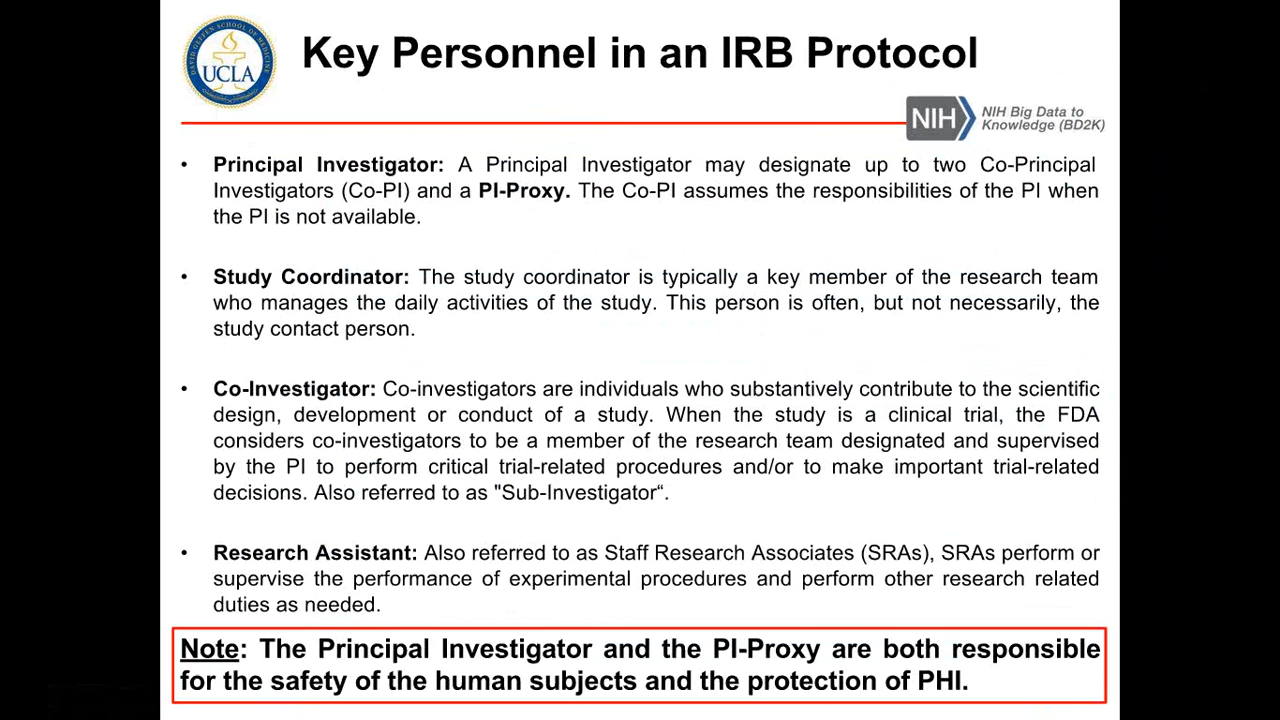 Key Personnel in an IRB Protocol
DAVID GEFFEN SCHOOL OF MEDICINE
UCLA
NIH
NIH Big Data to
Knowledge (BD2K)
• Principal Investigator: A Principal Investigator may designate up to two Co-Principal
Investigators (Co-PI) and a PI-Proxy. The Co-PI assumes the responsibilities of the PI when
the PI is not available.
• Study Coordinator: The study coordinator is typically a key member of the research team
who manages the daily activities of the study. This person is often, but not necessarily, the
study contact person.
• Co-Investigator: Co-investigators are individuals who substantively contribute to the scientific
design, development or conduct of a study. When the study is a clinical trial, the FDA
considers co-investigators to be a member of the research team designated and supervised
by the PI to perform critical trial-related procedures and/or to make important trial-related
decisions. Also referred to as "Sub-Investigator“.
• Research Assistant: Also referred to as Staff Research Associates (SRAs), SRAs perform or
supervise the performance of experimental procedures and perform other research related
duties as needed.
Note: The Principal Investigator and the PI-Proxy are both responsible
for the safety of the human subjects and the protection of PHI.